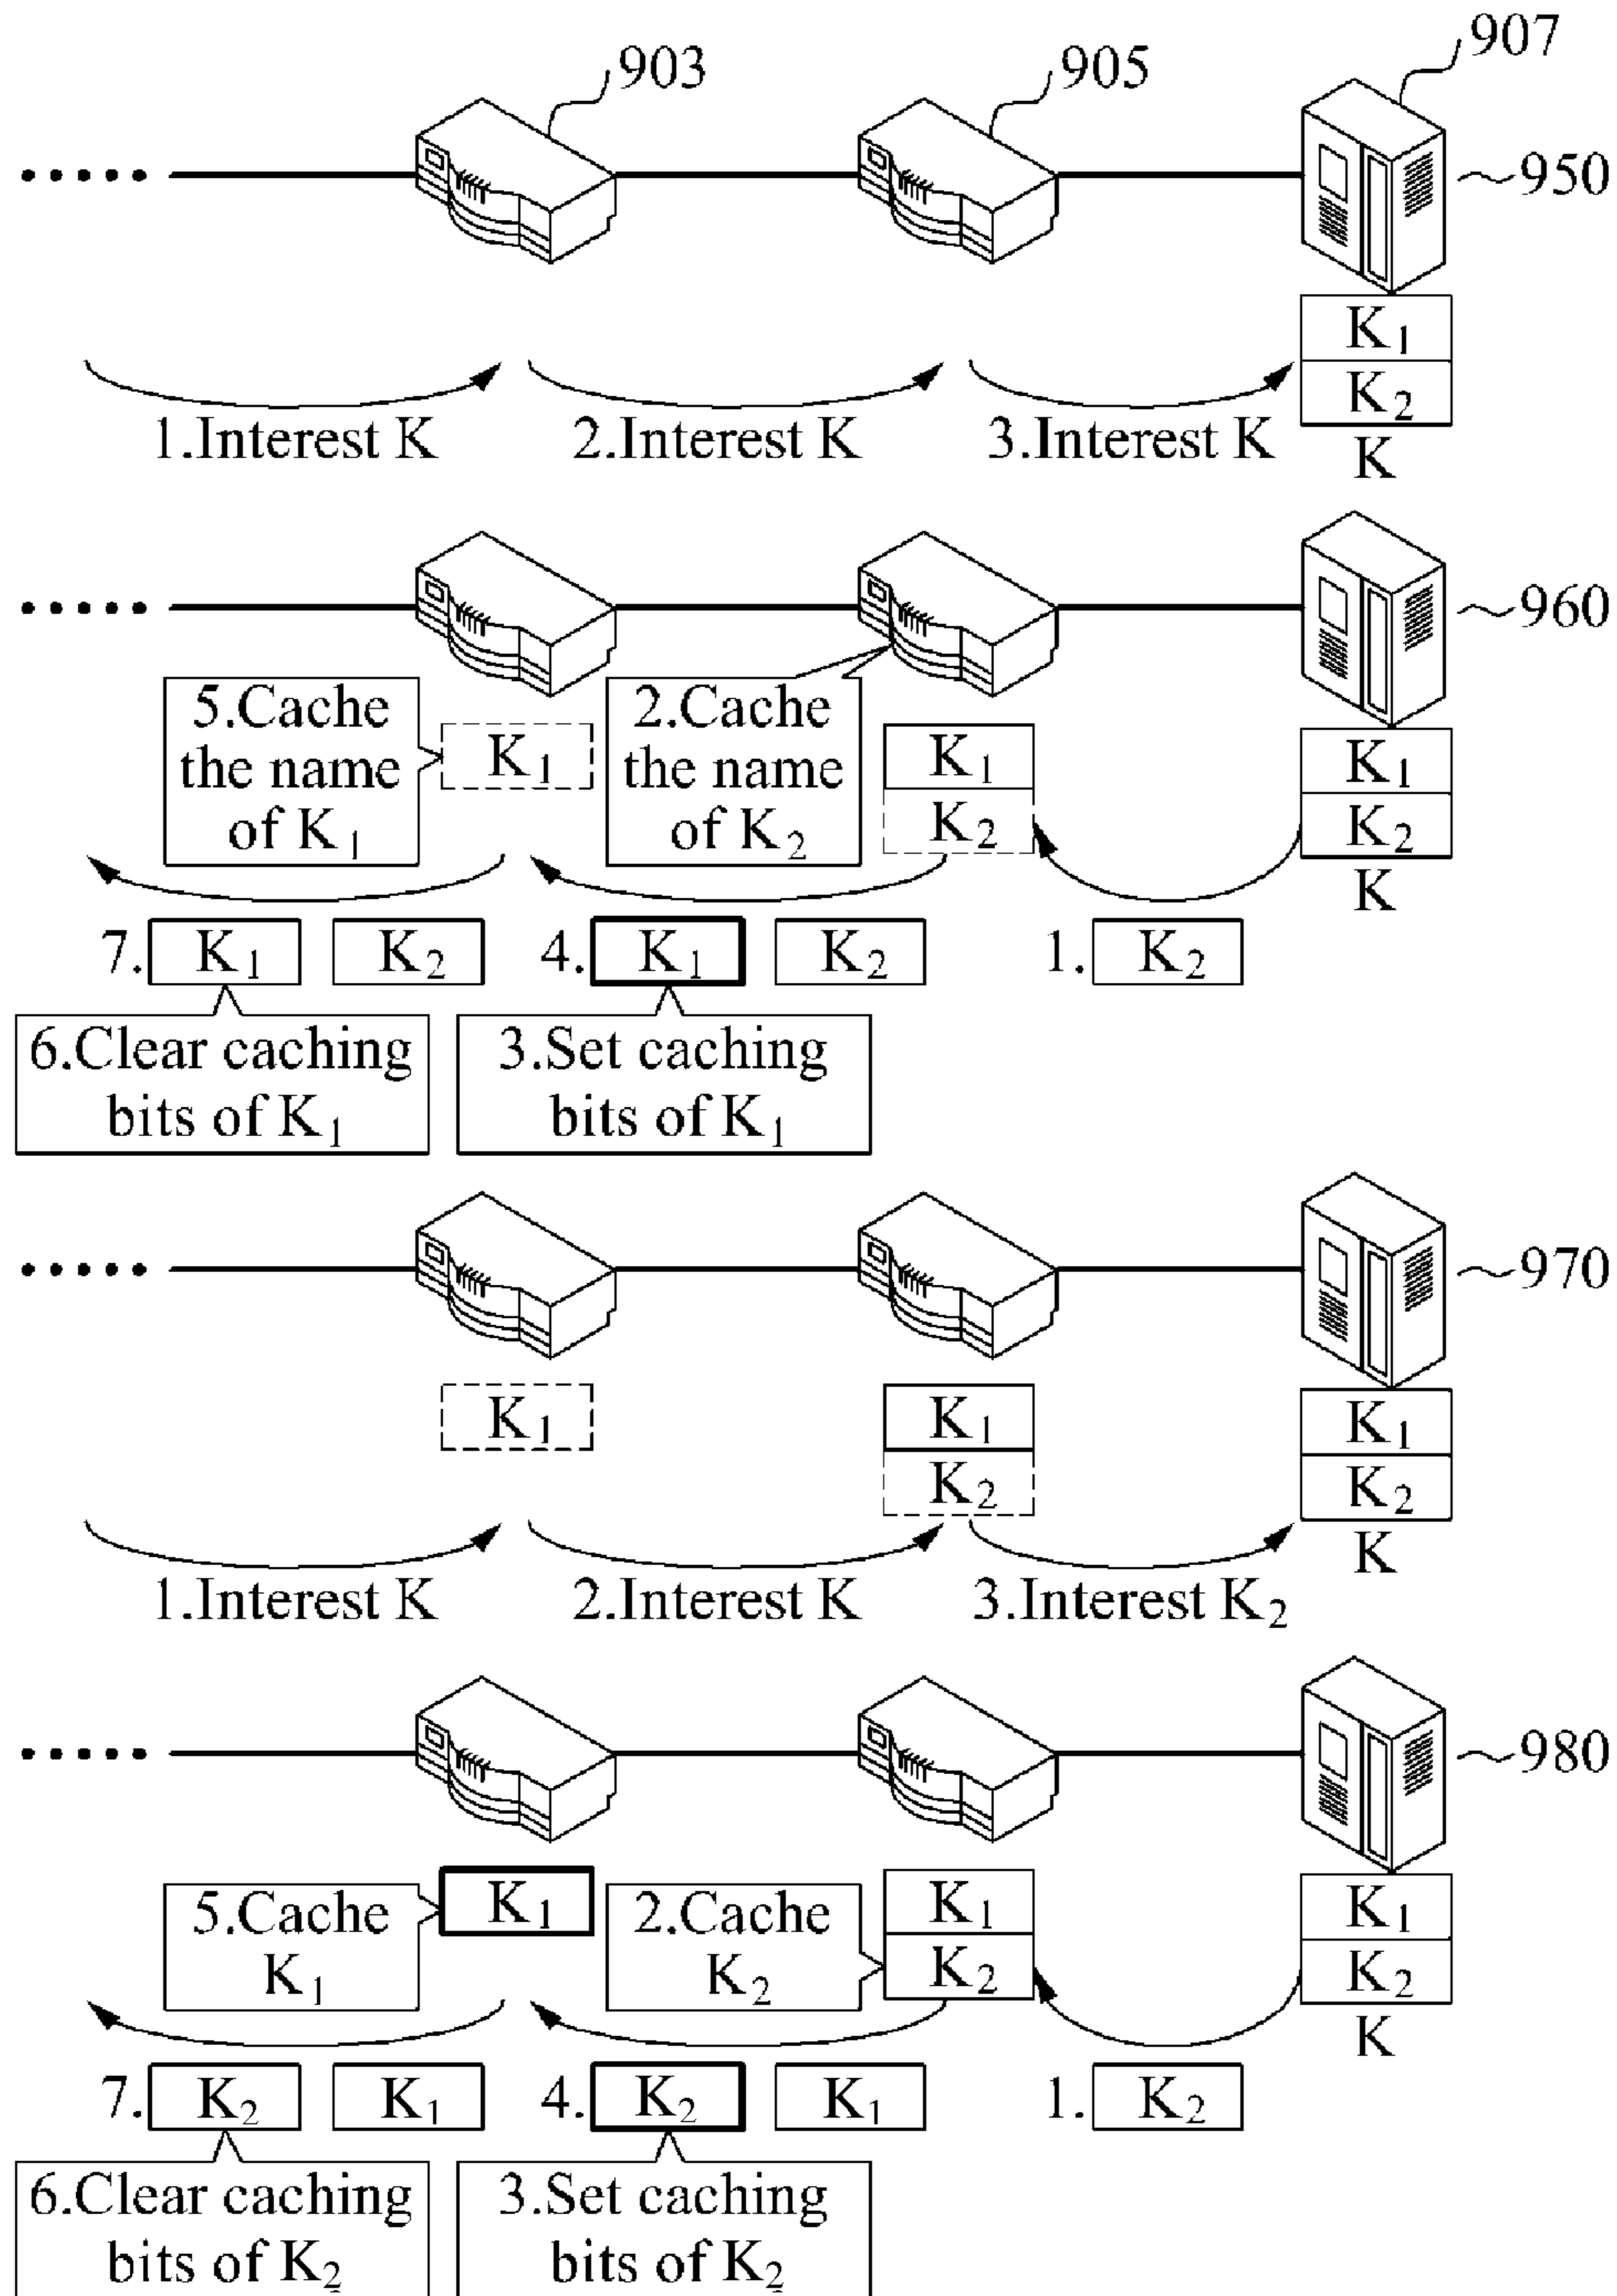 903
905
907
950
K₁
K₂
K
1.Interest K
2.Interest K
3.Interest K
960
5.Cache
the name
of K₁
K₁
2.Cache
the name
of K₂
K₁
K₂
K₁
K₂
K
7. K₁ K₂
4. K₁ K₂
1. K₂
6.Clear caching
bits of K₁
3.Set caching
bits of K₁
970
K₁
K₁
K₂
K₁
K₂
K
1.Interest K
2.Interest K
3.Interest K₂
980
5.Cache
K₁
K₁
2.Cache
K₂
K₁
K₂
K₁
K₂
K
7. K₂ K₁
4. K₂ K₁
1. K₂
6.Clear caching
bits of K₂
3.Set caching
bits of K₂